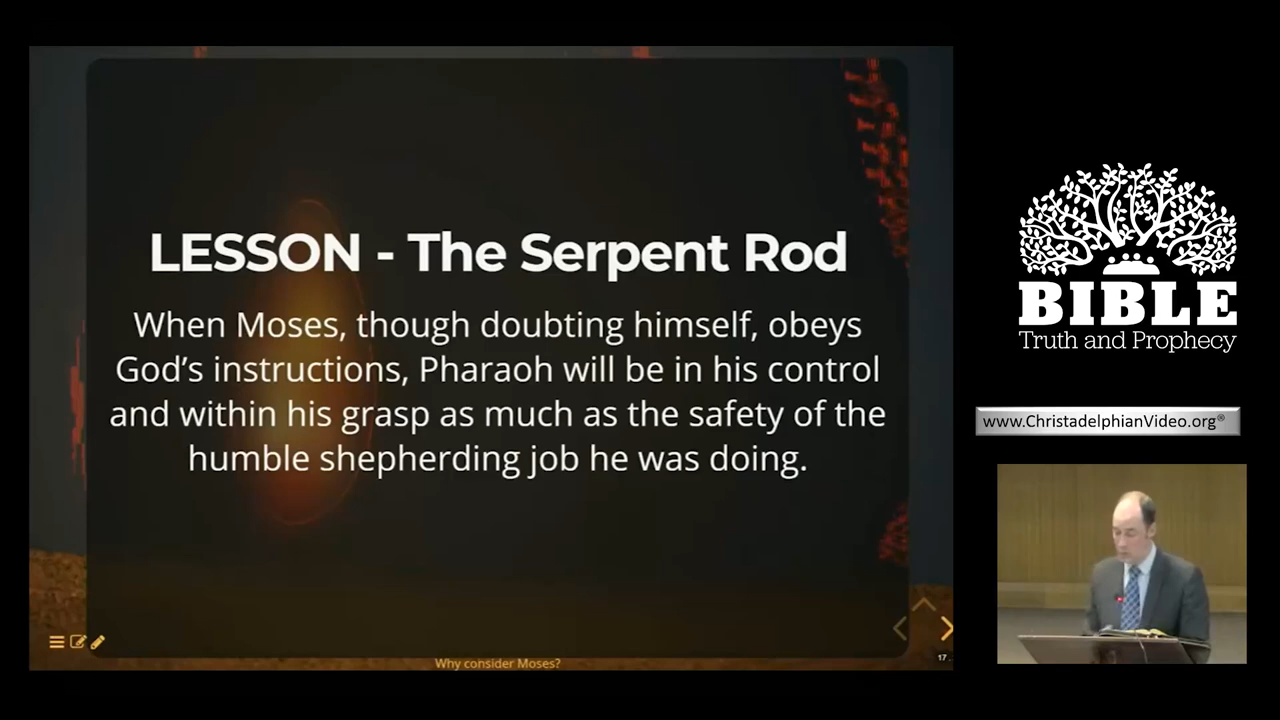 LESSON - The Serpent Rod
When Moses, though doubting himself, obeys
God's instructions, Pharaoh will be in his control
and within his grasp as much as the safety of the
humble shepherding job he was doing.
Why consider Moses?
17
BIBLE
Truth and Prophecy
www.ChristadelphianVideo.org®